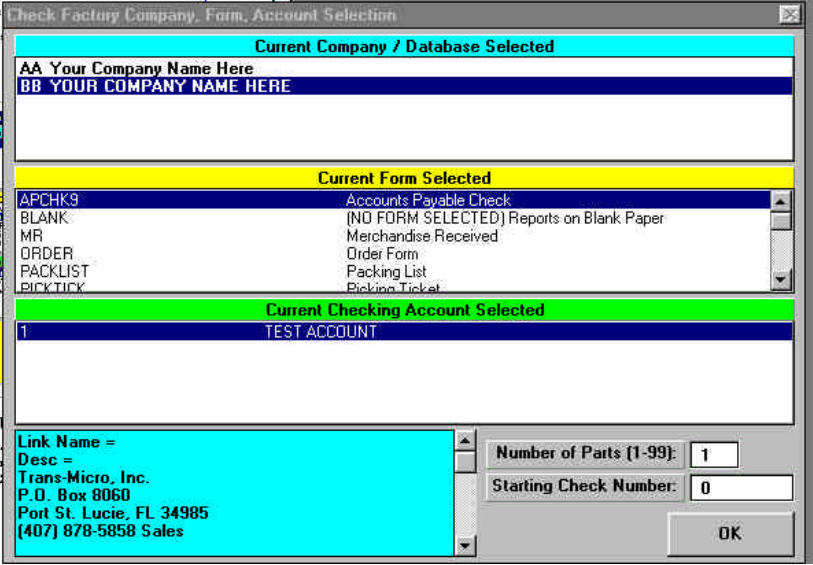 Check Factory Company, Form, Account Selection
Current Company / Database Selected
AA Your Company Name Here
BB YOUR COMPANY NAME HERE
Current Form Selected
APCHK9 Accounts Payable Check
BLANK (NO FORM SELECTED) Reports on Blank Paper
MR Merchandise Received
ORDER Order Form
PACKLIST Packing List
PICKTICK Picking Ticket
Current Checking Account Selected
1 TEST ACCOUNT
Link Name =
Desc =
Trans-Micro, Inc.
P.O. Box 8060
Port St. Lucie, FL 34985
(407) 878-5858 Sales
Number of Parts (1-99): 1
Starting Check Number: 0
OK